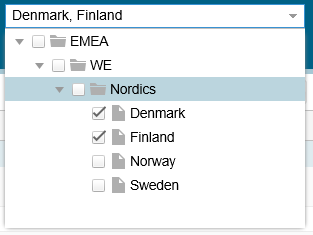 Denmark, Finland
EMEA
WE
Nordics
Denmark
Finland
Norway
Sweden